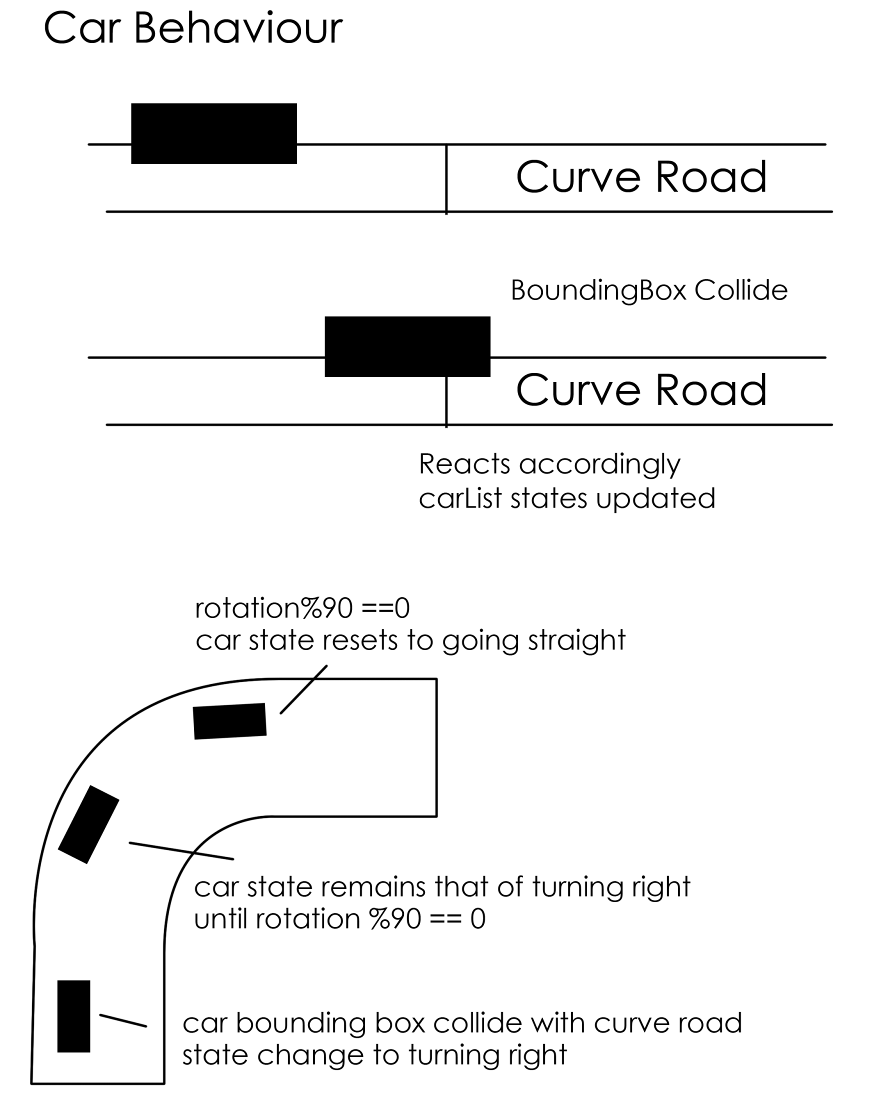 Car Behaviour
Curve Road
BoundingBox Collide
Curve Road
Reacts accordingly
carList states updated
rotation%90 ==0
car state resets to going straight
car state remains that of turning right
until rotation %90 == 0
car bounding box collide with curve road
state change to turning right